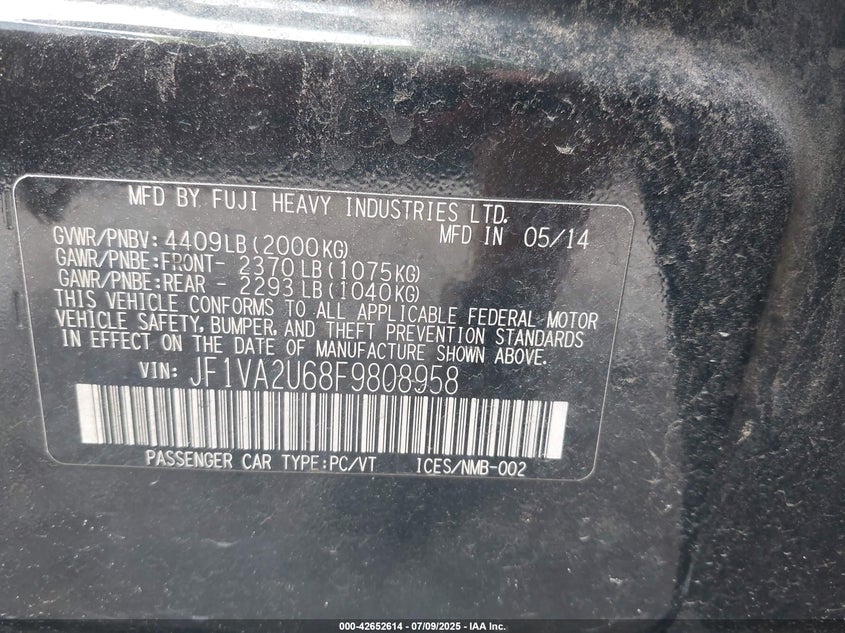 MFD BY FUJI HEAVY INDUSTRIES LTD.
GVWR/PNBV: 4409LB(2000KG) MFD IN 05/14
GAWR/PNBE:FRONT- 2370LB(1075KG)
GAWR/PNBE:REAR - 2293LB(1040KG)
THIS VEHICLE CONFORMS TO ALL APPLICABLE FEDERAL MOTOR
VEHICLE SAFETY, BUMPER, AND THEFT PREVENTION STANDARDS
IN EFFECT ON THE DATE OF MANUFACTURE SHOWN ABOVE.
VIN: JF1VA2U68F9808958
PASSENGER CAR TYPE:PC/VT ICES/NMB-002
000-42652614 - 07/09/2025 - IAA Inc.